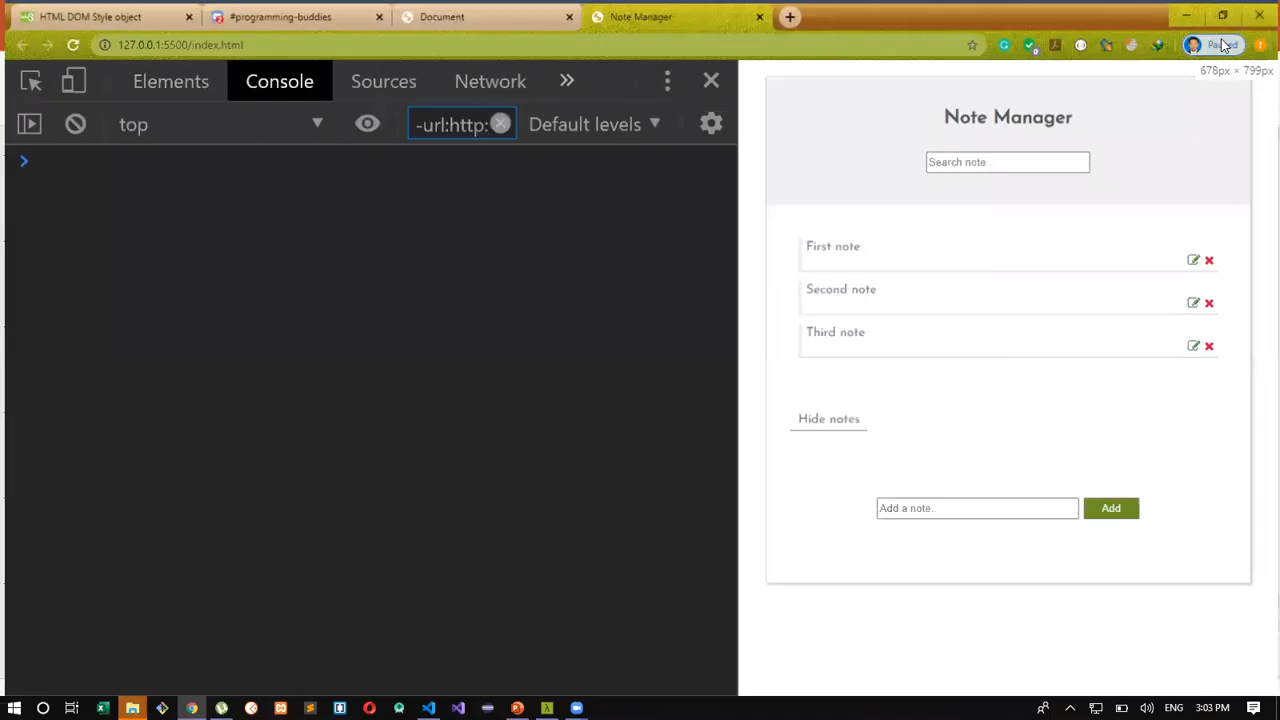 HTML DOM Style object
#programming-buddies.
Document
Note Manager
127.0.0.1:5500/index.html
Paused
678px × 799px
Elements
Console
Sources
Network
top
-url:http:
Default levels
Note Manager
Search note..
First note
Second note
Third note
Hide notes
Add a note..
Add
ENG
3:03 PM